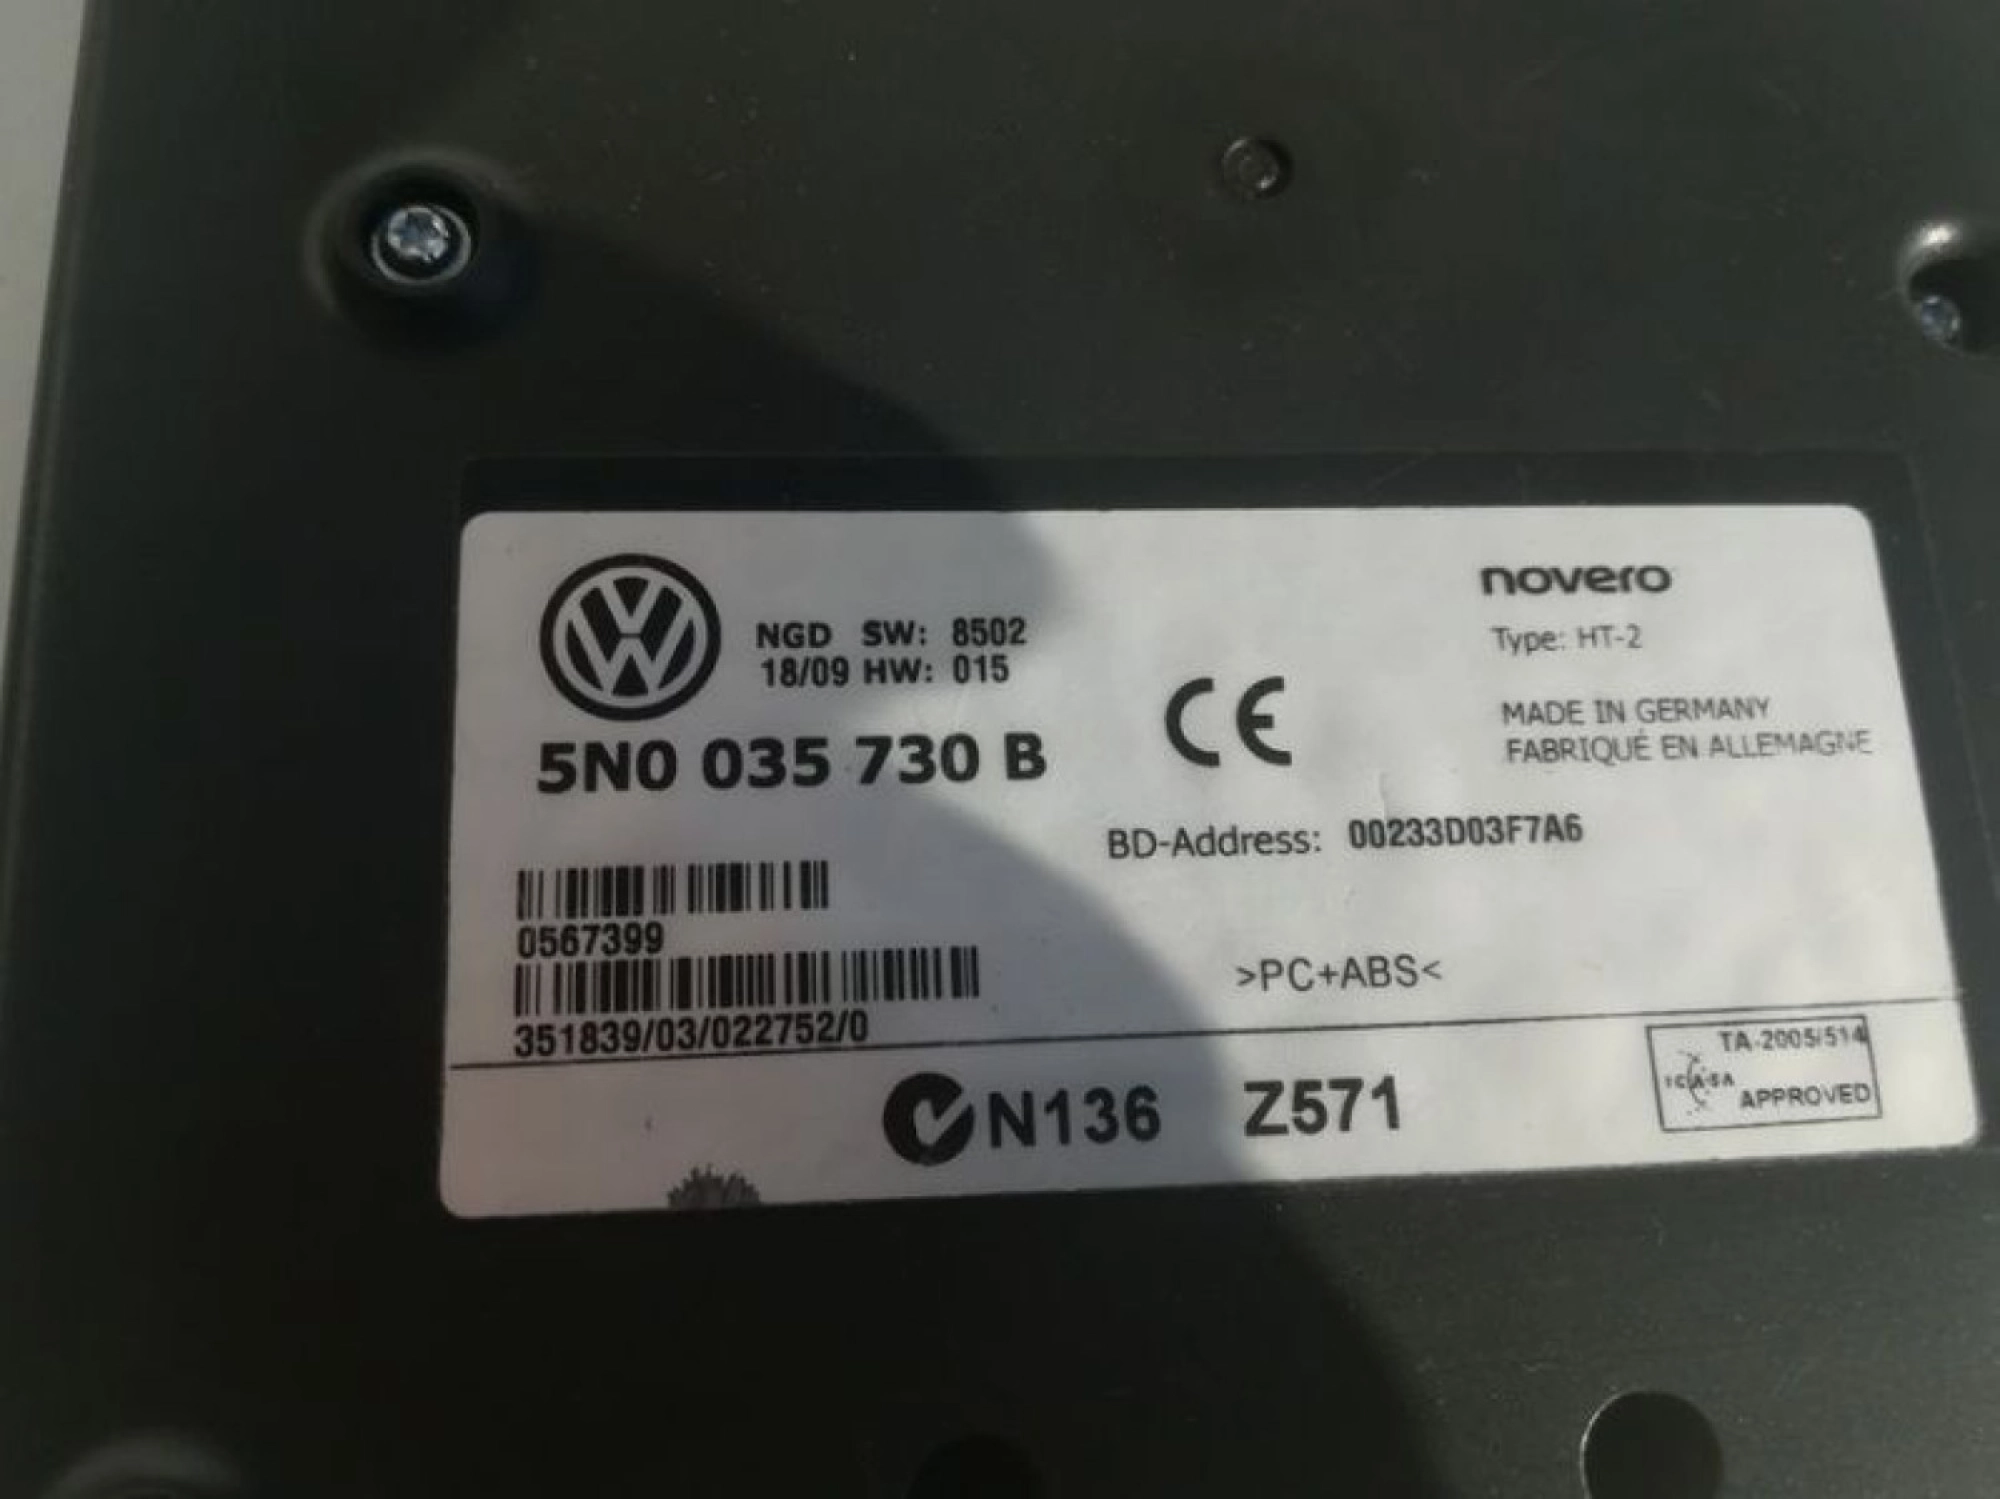 NGD SW: 8502
18/09 HW: 015
5N0 035 730 B
novero
Type: HT-2
MADE IN GERMANY
FABRIQUÉ EN ALLEMAGNE
CE
BD-Address: 00233D03F7A6
0567399
351839/03/022752/0
>PC+ABS<
N136 Z571
TA-2005/514
ICASA
APPROVED